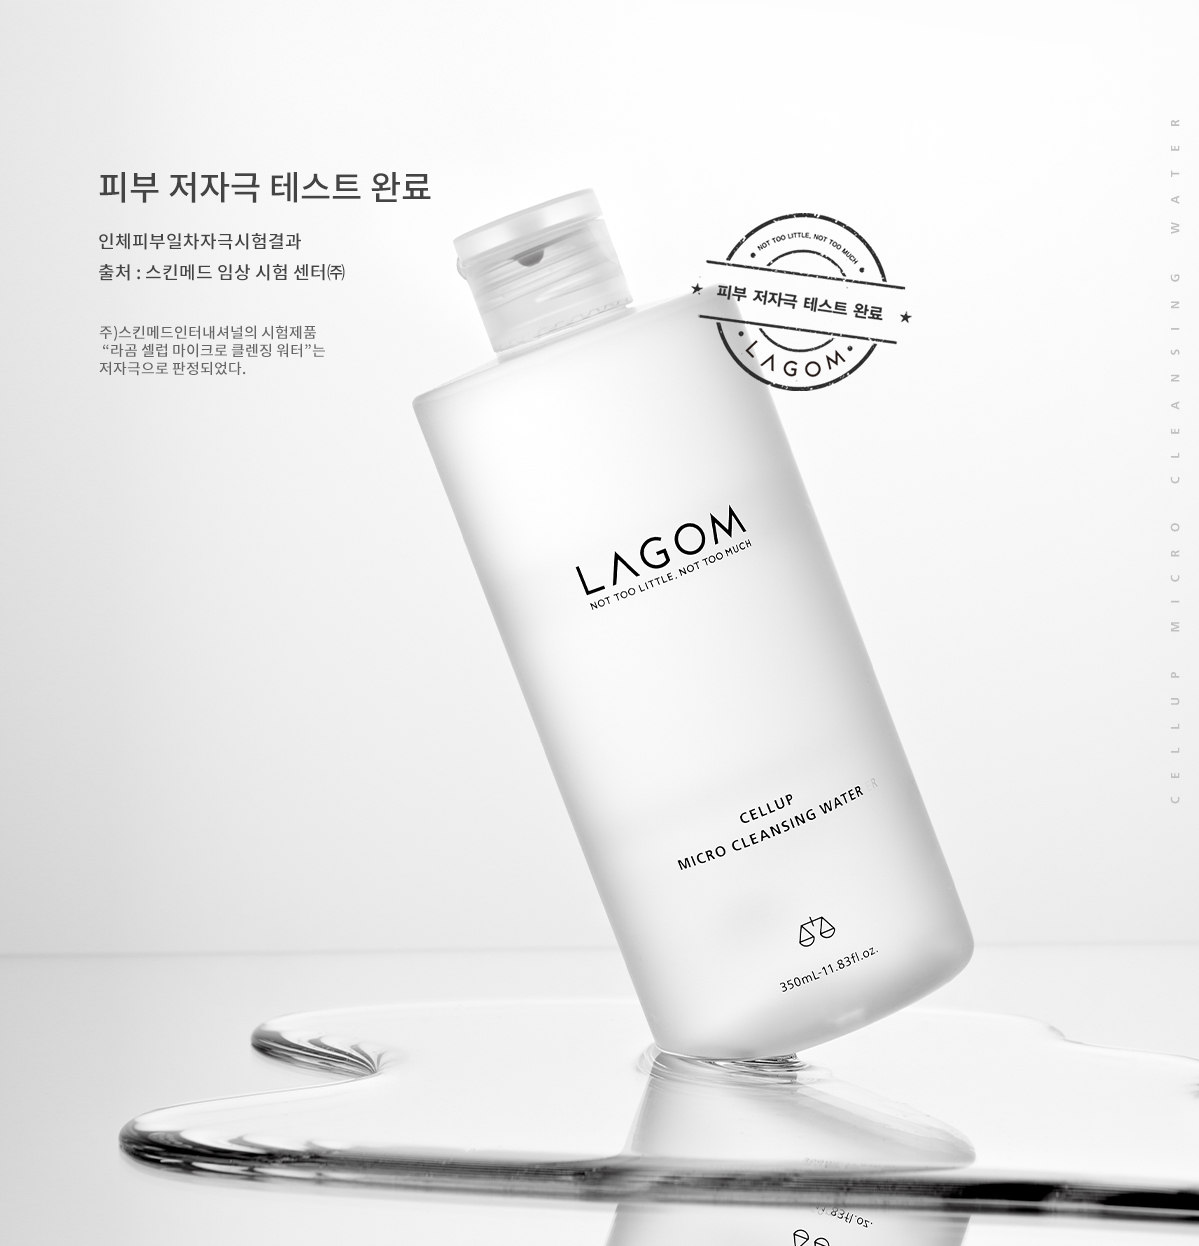 피부 저자극 테스트 완료
인체피부일차자극시험결과
출처 : 스킨메드 임상 시험 센터㈜
주)스킨메드인터내셔널의 시험제품
“라곰 셀럽 마이크로 클렌징 워터”는
저자극으로 판정되었다.
NOT TOO LITTLE, NOT TOO MUCH
피부 저자극 테스트 완료
LAGOM
LAGOM
NOT TOO LITTLE, NOT TOO MUCH
CELLUP
MICRO CLEANSING WATER
350mL-11.83fl.oz.
CELLUP MICRO CLEANSING WATER